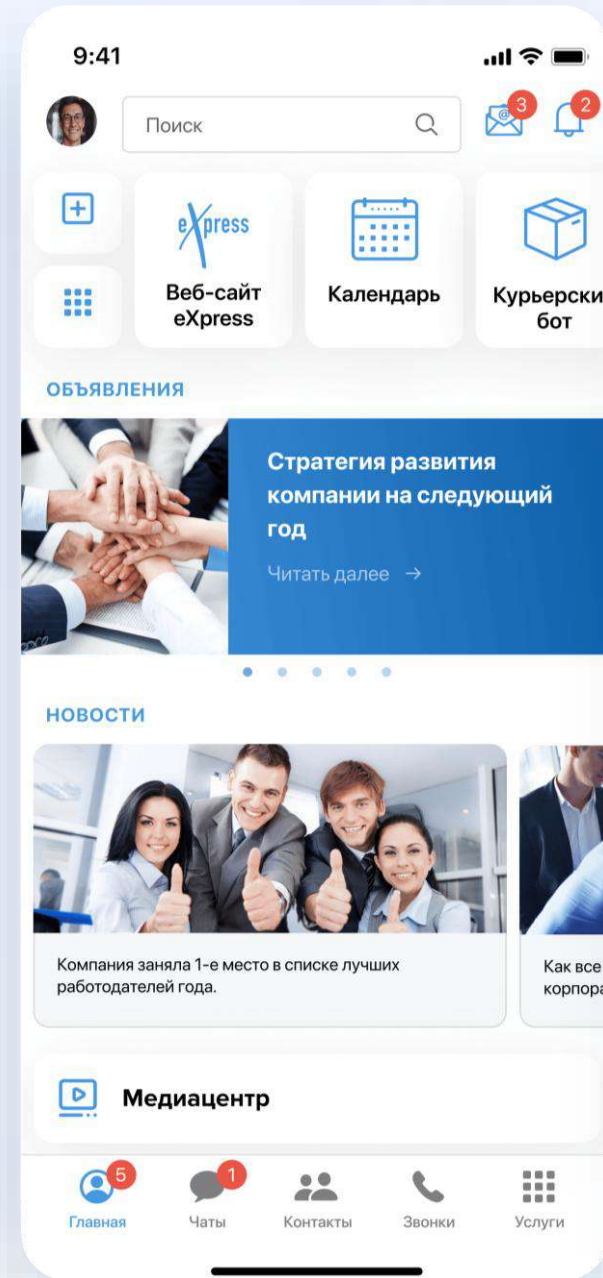 9:41
Поиск
3
2
eXpress
Веб-сайт
eXpress
Календарь
Курьерски
бот
ОБЪЯВЛЕНИЯ
Стратегия развития
компании на следующий
год
Читать далее →
НОВОСТИ
Компания заняла 1-е место в списке лучших
работодателей года.
Как все
корпора
Медиацентр
5
1
Главная
Чаты
Контакты
Звонки
Услуги